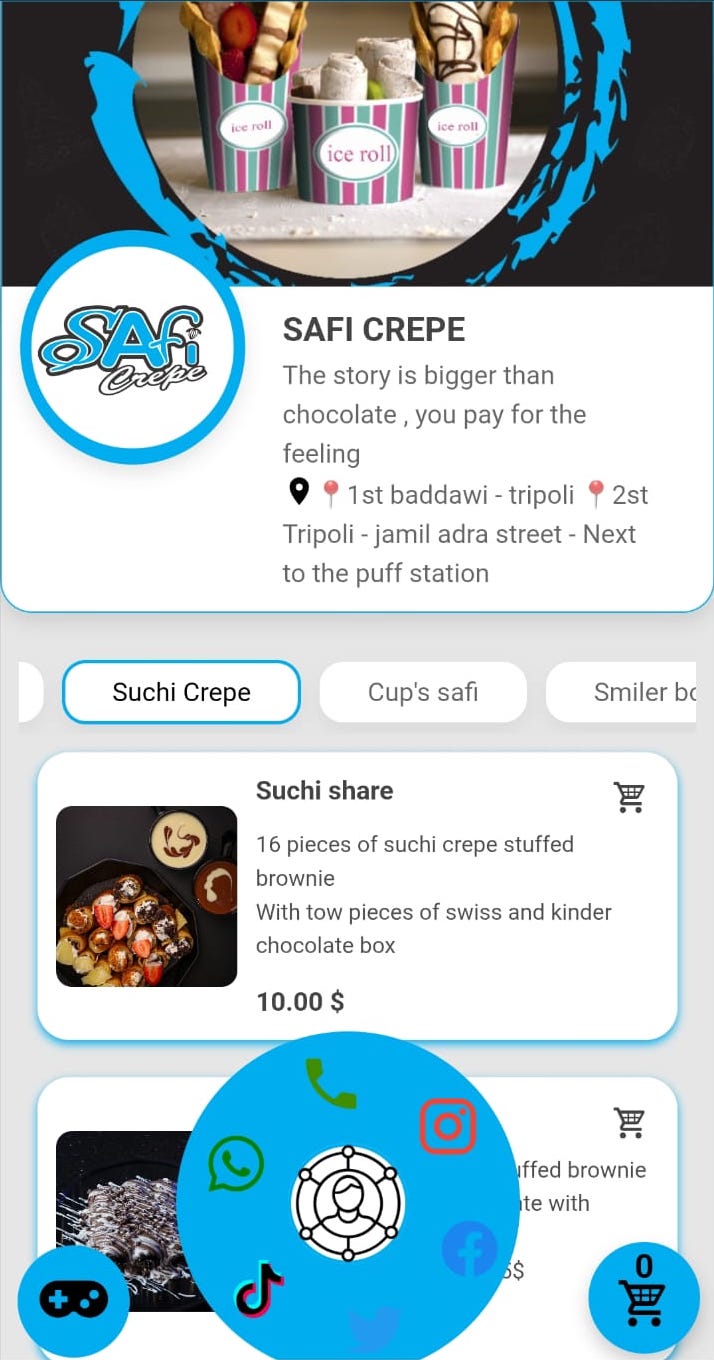 ice roll
ice roll
ice roll
SAfi
Crêpe
SAFI CREPE
The story is bigger than
chocolate , you pay for the
feeling
📍1st baddawi - tripoli 📍2st
Tripoli - jamil adra street - Next
to the puff station
Suchi Crepe
Cup's safi
Smiler bo
Suchi share
16 pieces of suchi crepe stuffed
brownie
With tow pieces of swiss and kinder
chocolate box
10.00 $
uffed brownie
with
$
0